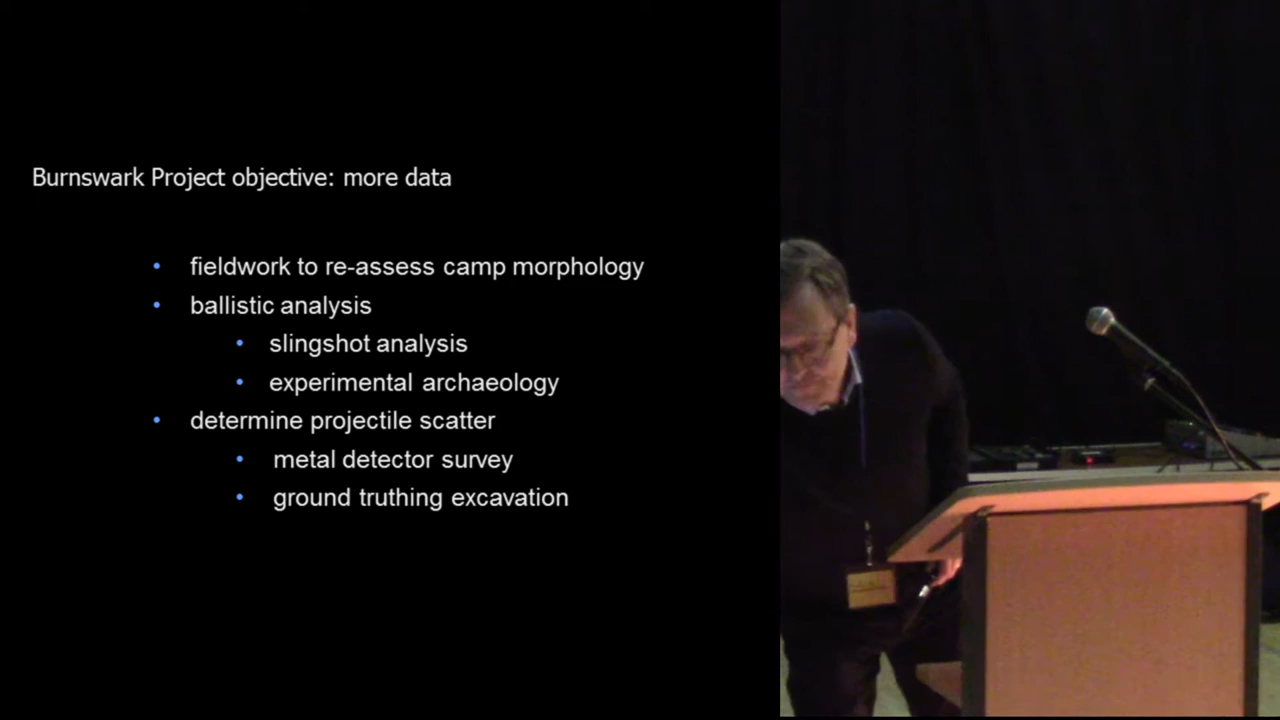 Burnswark Project objective: more data
• fieldwork to re-assess camp morphology
• ballistic analysis
• slingshot analysis
• experimental archaeology
• determine projectile scatter
• metal detector survey
• ground truthing excavation